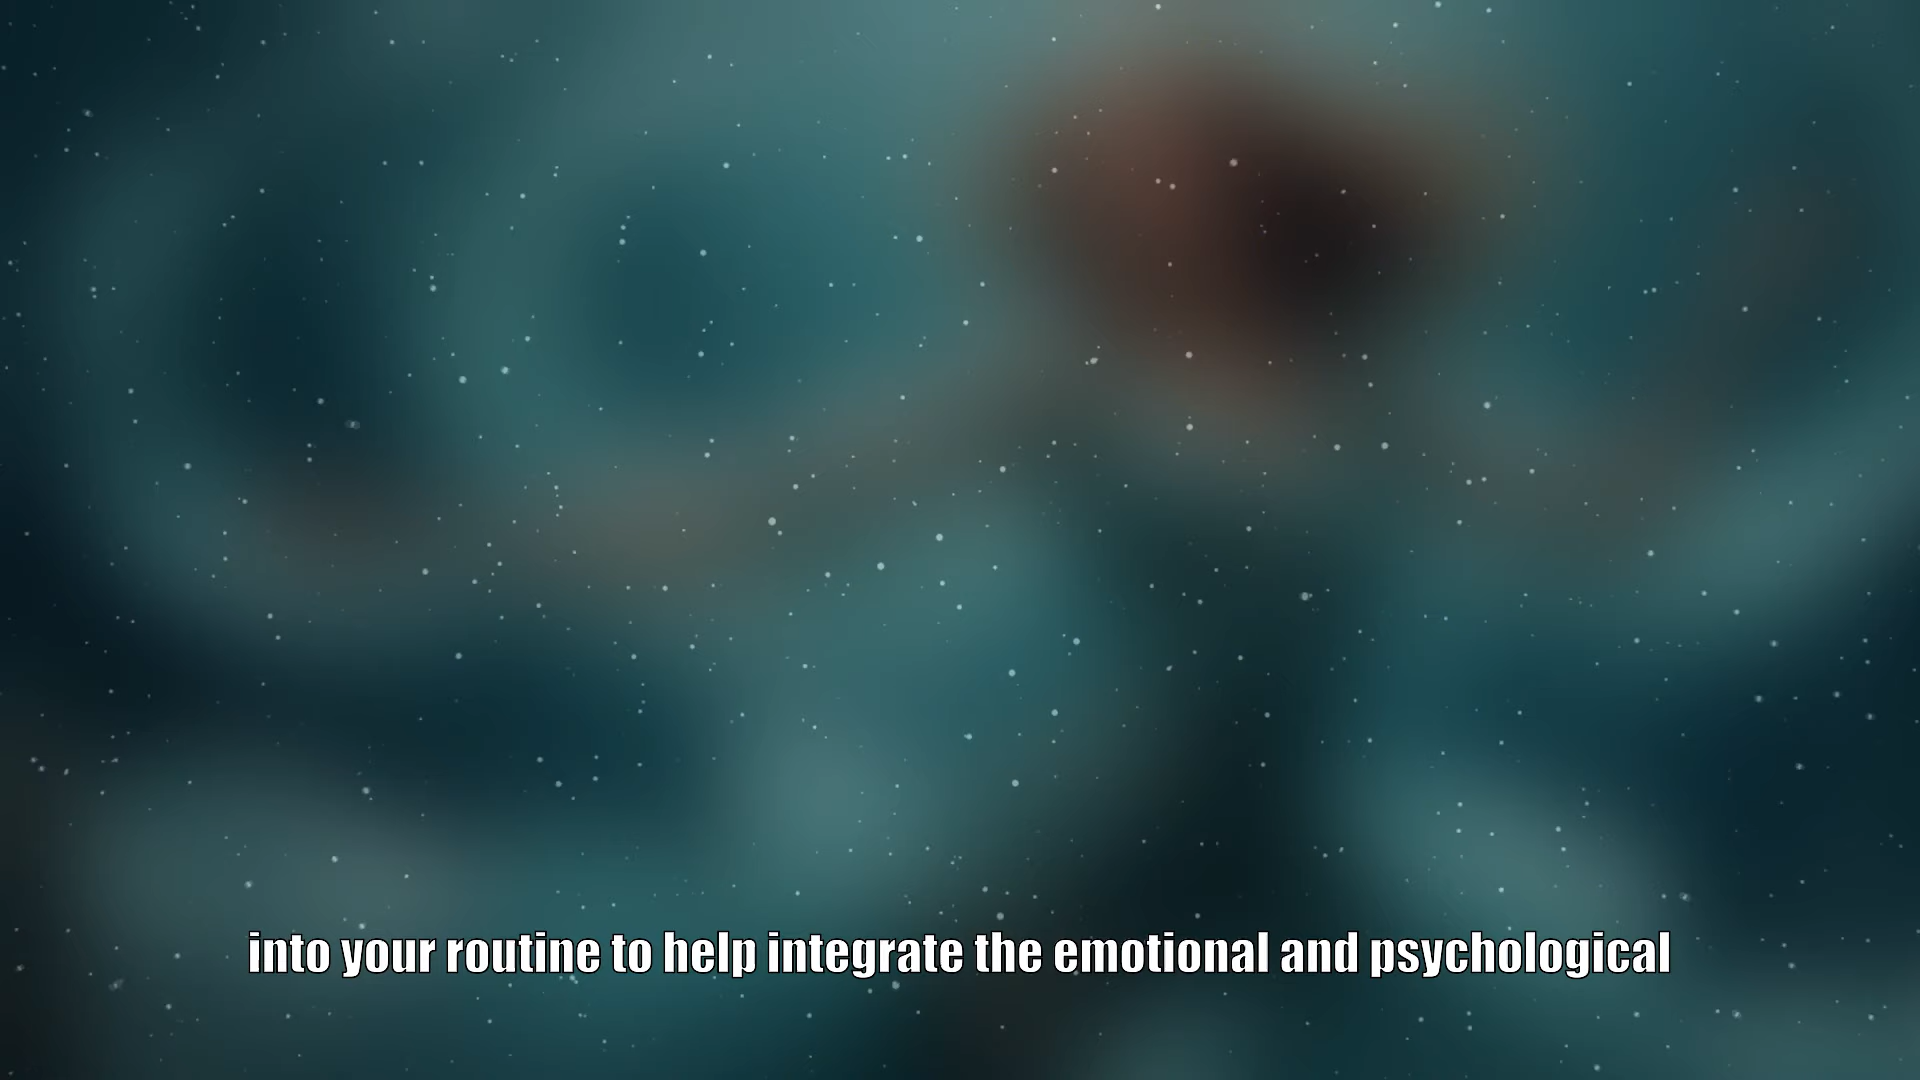 into your routine to help integrate the emotional and psychological